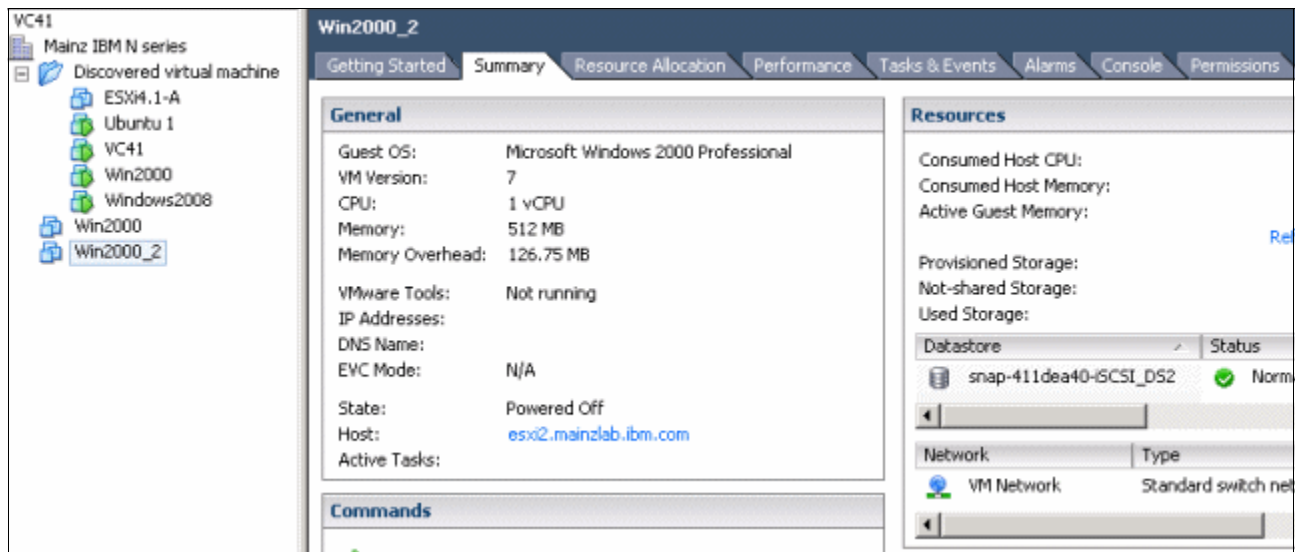 VC41
Mainz IBM N series
Discovered virtual machine
ESXi4.1-A
Ubuntu 1
VC41
Win2000
Windows2008
Win2000
Win2000_2
Win2000_2
Getting Started Summary Resource Allocation Performance Tasks & Events Alarms Console Permissions
General
Guest OS: Microsoft Windows 2000 Professional
VM Version: 7
CPU: 1 vCPU
Memory: 512 MB
Memory Overhead: 126.75 MB
VMware Tools: Not running
IP Addresses:
DNS Name:
EVC Mode: N/A
State: Powered Off
Host: esxi2.mainzlab.ibm.com
Active Tasks:
Commands
Resources
Consumed Host CPU:
Consumed Host Memory:
Active Guest Memory:
Provisioned Storage:
Not-shared Storage:
Used Storage:
Datastore Status
snap-411dea40-iSCSI_DS2
Network Type
VM Network Standard switch